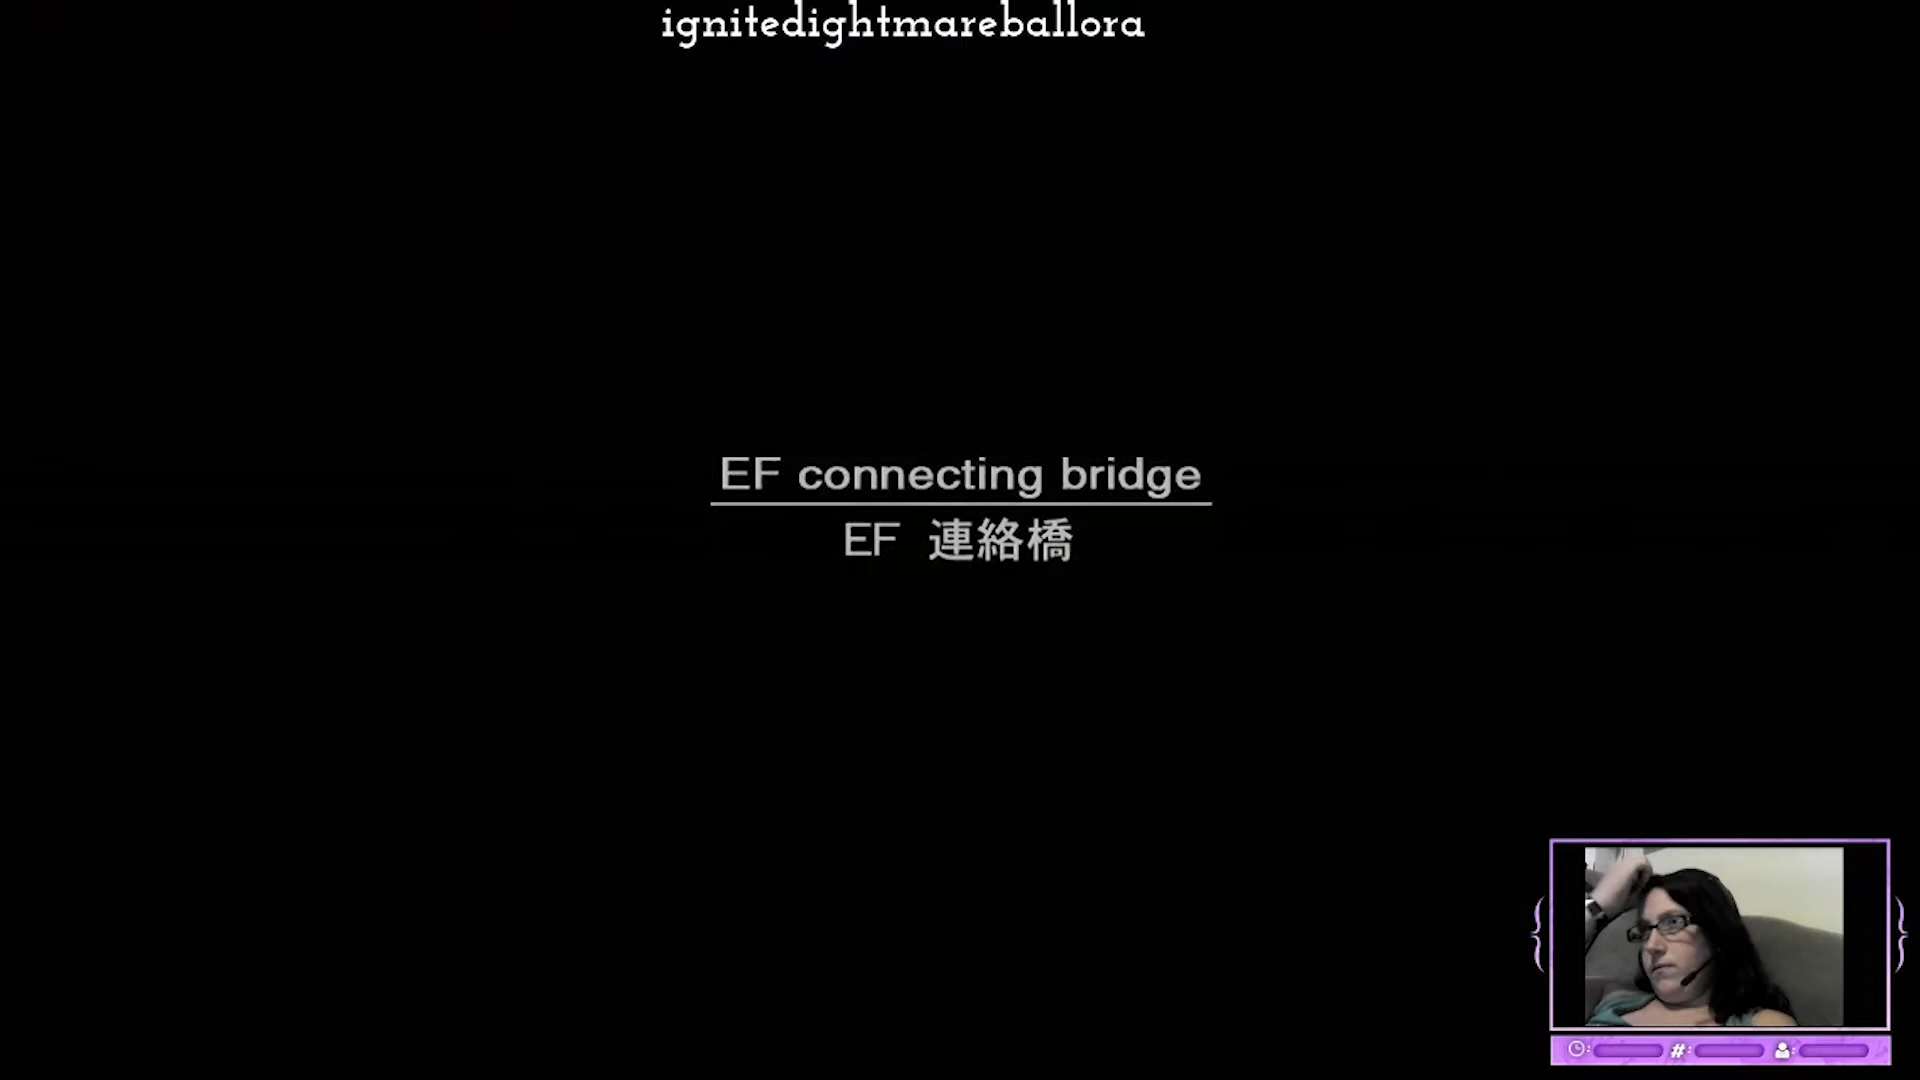 ignitedightmareballora
EF connecting bridge
EF 連絡橋
# :